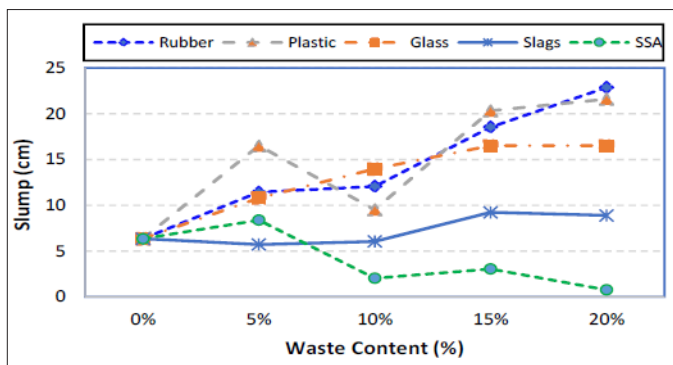 Rubber Plastic Glass Slags SSA
25
20
15
10
5
0
Slump (cm)
0% 5% 10% 15% 20%
Waste Content (%)